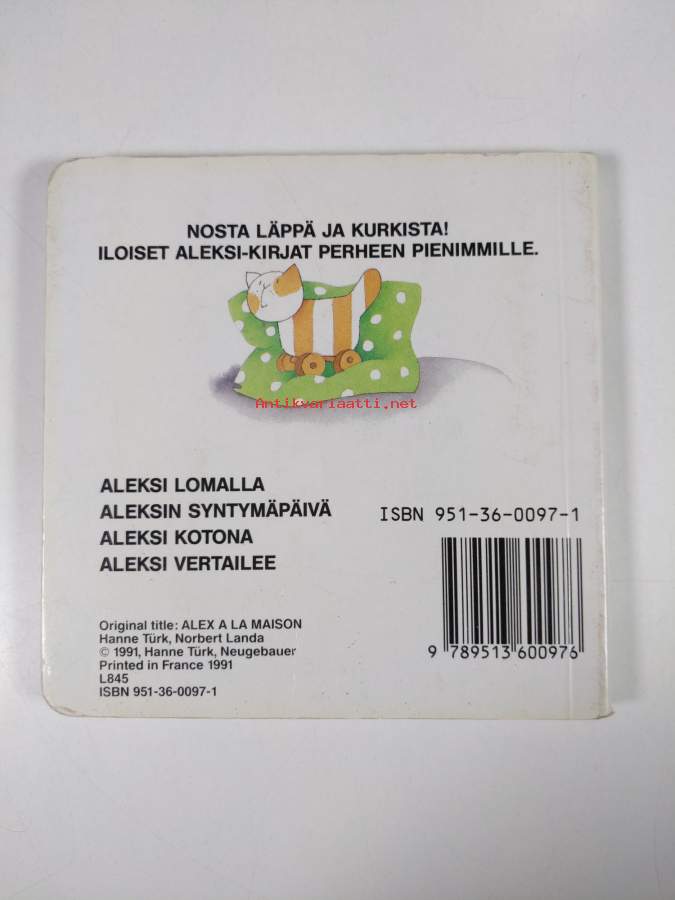 NOSTA LÄPPÄ JA KURKISTA!
ILOISET ALEKSI-KIRJAT PERHEEN PIENIMMILLE.
Antikvariaatti.net
ALEKSI LOMALLA
ALEKSIN SYNTYMÄPÄIVÄ
ALEKSI KOTONA
ALEKSI VERTAILEE
ISBN 951-36-0097-1
9 789513 600976
Original title: ALEX A LA MAISON
Hanne Türk, Norbert Landa
© 1991, Hanne Türk, Neugebauer
Printed in France 1991
L845
ISBN 951-36-0097-1